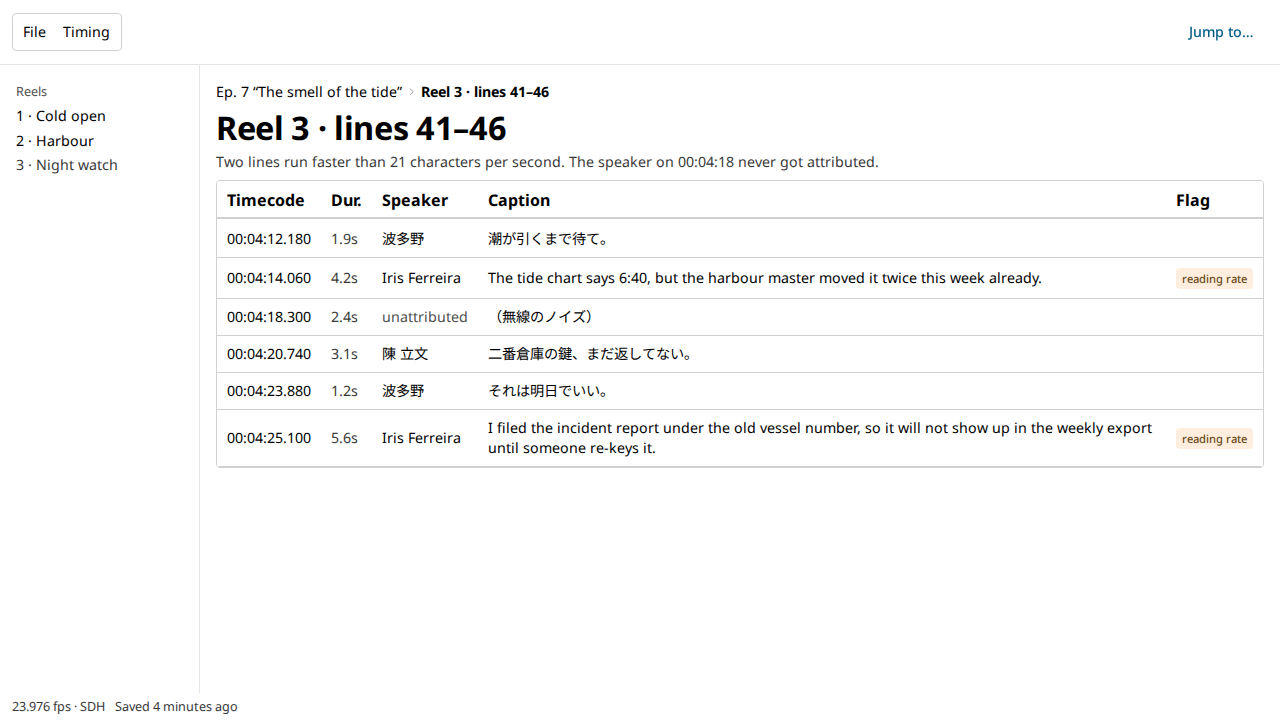 File Timing
Jump to...
Reels
1 · Cold open
2 · Harbour
3 · Night watch
Ep. 7 “The smell of the tide” › Reel 3 · lines 41–46
Reel 3 · lines 41–46
Two lines run faster than 21 characters per second. The speaker on 00:04:18 never got attributed.
Timecode Dur. Speaker Caption Flag
00:04:12.180 1.9s 波多野 潮が引くまで待て。
00:04:14.060 4.2s Iris Ferreira The tide chart says 6:40, but the harbour master moved it twice this week already. reading rate
00:04:18.300 2.4s unattributed （無線のノイズ）
00:04:20.740 3.1s 陳 立文 二番倉庫の鍵、まだ返してない。
00:04:23.880 1.2s 波多野 それは明日でいい。
00:04:25.100 5.6s Iris Ferreira I filed the incident report under the old vessel number, so it will not show up in the weekly export
until someone re-keys it. reading rate
23.976 fps · SDH Saved 4 minutes ago